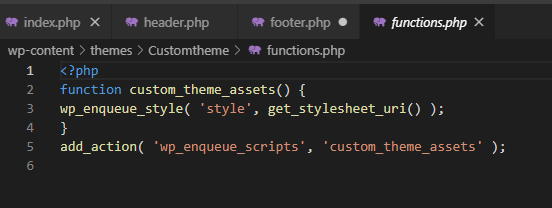 index.php header.php footer.php functions.php
wp-content > themes > Customtheme > functions.php
1 <?php
2 function custom_theme_assets() {
3 wp_enqueue_style( 'style', get_stylesheet_uri() );
4 }
5 add_action( 'wp_enqueue_scripts', 'custom_theme_assets' );
6